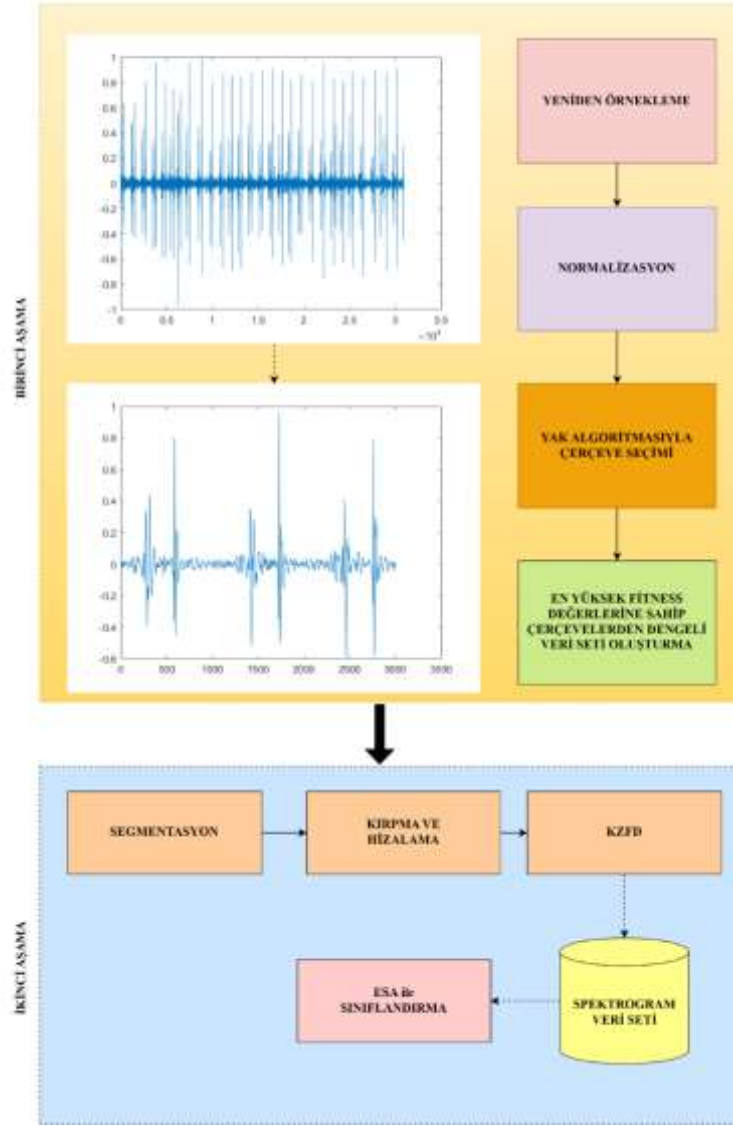 BİRİNCİ AŞAMA
1
0.8
0.6
0.4
0.2
0
-0.2
-0.4
-0.6
-0.8
-1
0 0.5 1 1.5 2 2.5 3 3.5
YENİDEN ÖRNEKLEME
NORMALİZASYON
1
0.8
0.6
0.4
0.2
0
-0.2
-0.4
-0.6
0 500 1000 1500 2000 2500 3000 3500
YAK ALGORİTMASIYLA
ÇERÇEVE SEÇİMİ
EN YÜKSEK FİTNESS
DEĞERLERİNE SAHİP
ÇERÇEVELERDEN DENGELİ
VERİ SETİ OLUŞTURMA
İKİNCİ AŞAMA
SEGMENTASYON
KIRPMA VE
HİZALAMA
KZFD
ESA ile
SINIFLANDIRMA
SPEKTROGRAM
VERİ SETİ